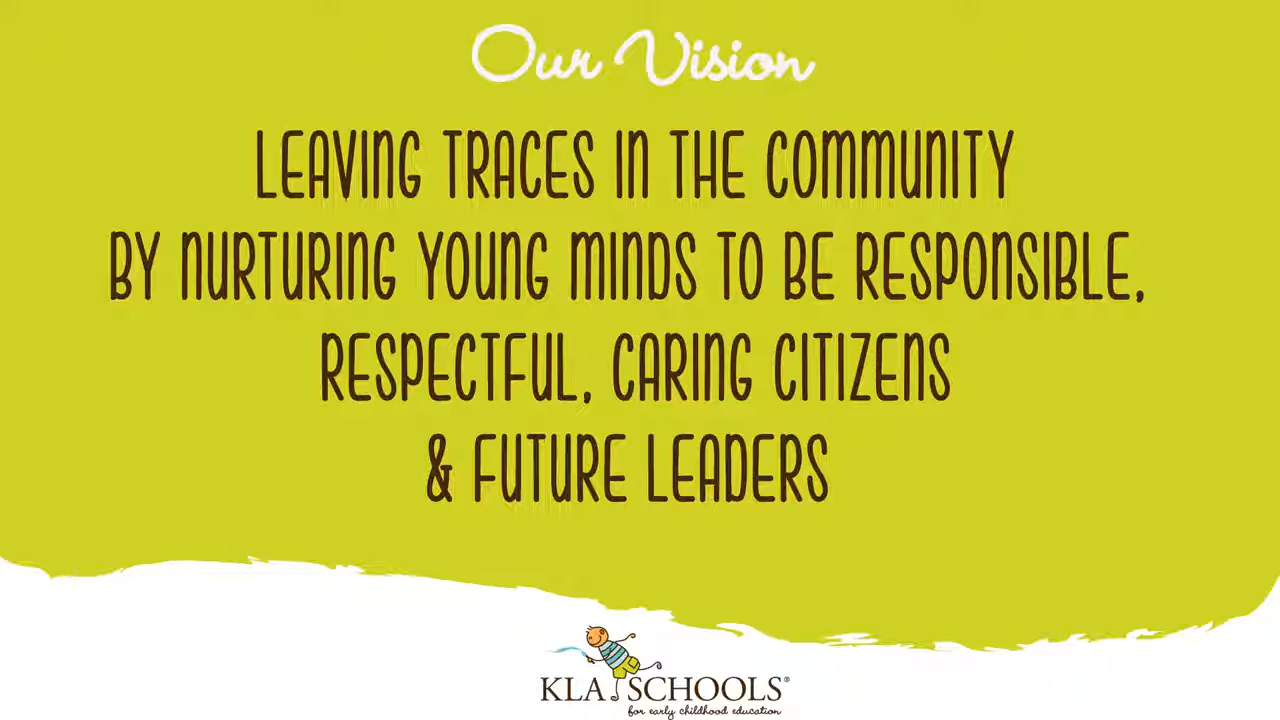 Our Vision
LEAVING TRACES IN THE COMMUNITY
BY NURTURING YOUNG MINDS TO BE RESPONSIBLE,
RESPECTFUL, CARING CITIZENS
& FUTURE LEADERS
KLA SCHOOLS®
for early childhood education